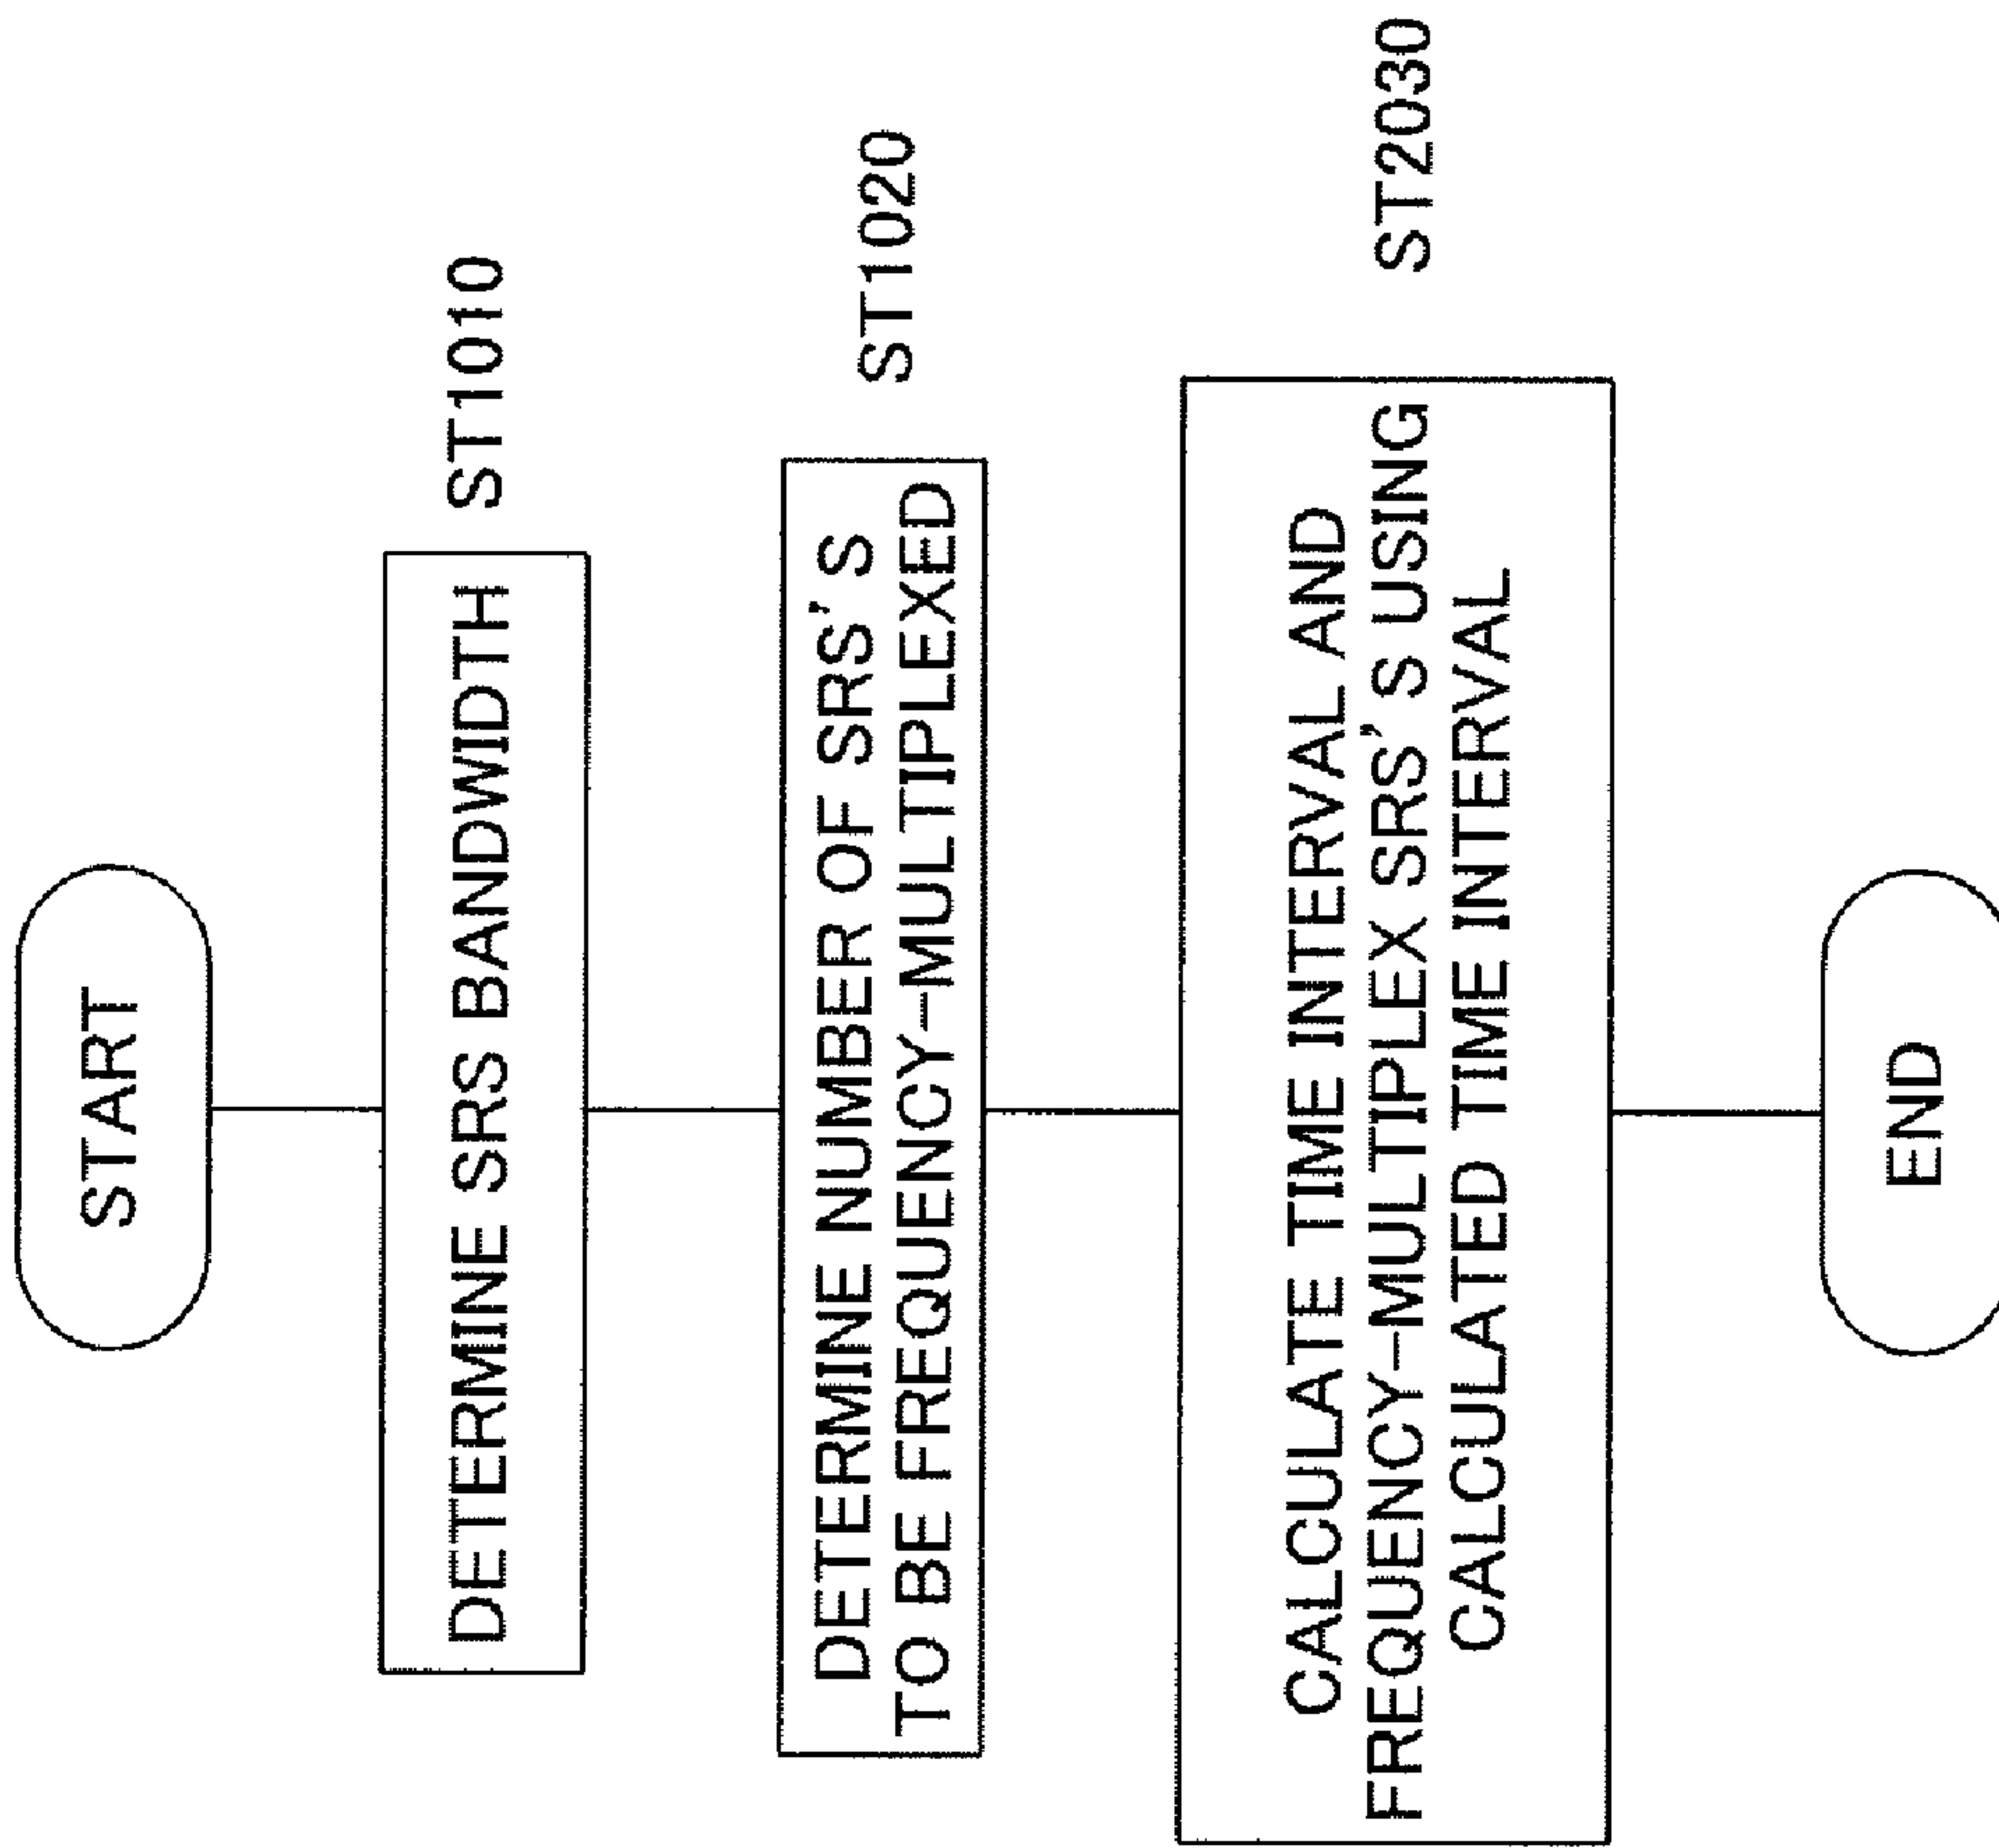 START
DETERMINE SRS BANDWIDTH
ST1010
DETERMINE NUMBER OF SRS'S
TO BE FREQUENCY-MULTIPLEXED
ST1020
CALCULATE TIME INTERVAL AND
FREQUENCY-MULTIPLEX SRS'S USING
CALCULATED TIME INTERVAL
ST2030
END